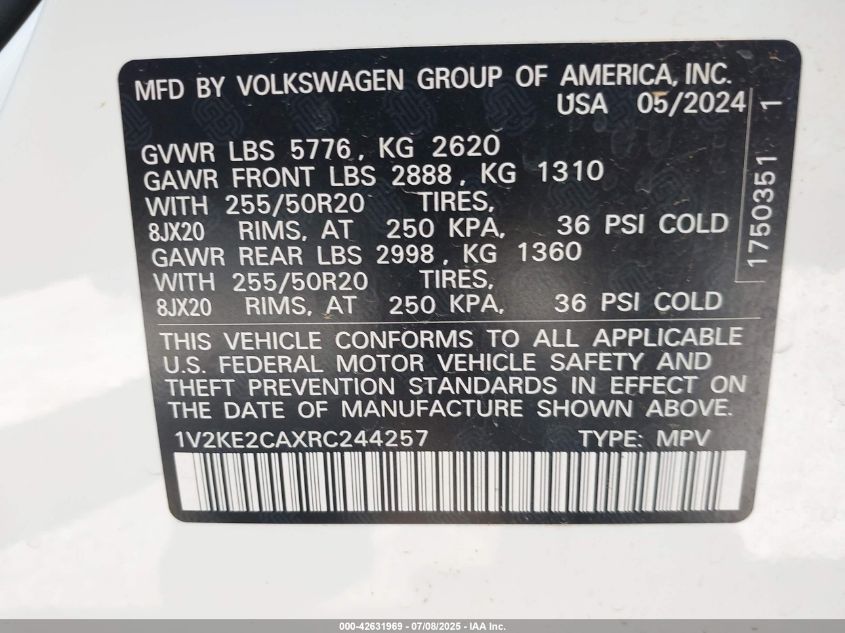 MFD BY VOLKSWAGEN GROUP OF AMERICA, INC.
USA 05/2024
GVWR LBS 5776, KG 2620
GAWR FRONT LBS 2888, KG 1310
WITH 255/50R20 TIRES,
8JX20 RIMS, AT 250 KPA, 36 PSI COLD
GAWR REAR LBS 2998, KG 1360
WITH 255/50R20 TIRES,
8JX20 RIMS, AT 250 KPA, 36 PSI COLD
1750351 1
THIS VEHICLE CONFORMS TO ALL APPLICABLE
U.S. FEDERAL MOTOR VEHICLE SAFETY AND
THEFT PREVENTION STANDARDS IN EFFECT ON
THE DATE OF MANUFACTURE SHOWN ABOVE.
1V2KE2CAXRC244257 TYPE: MPV
000-42631969 - 07/08/2025 - IAA Inc.